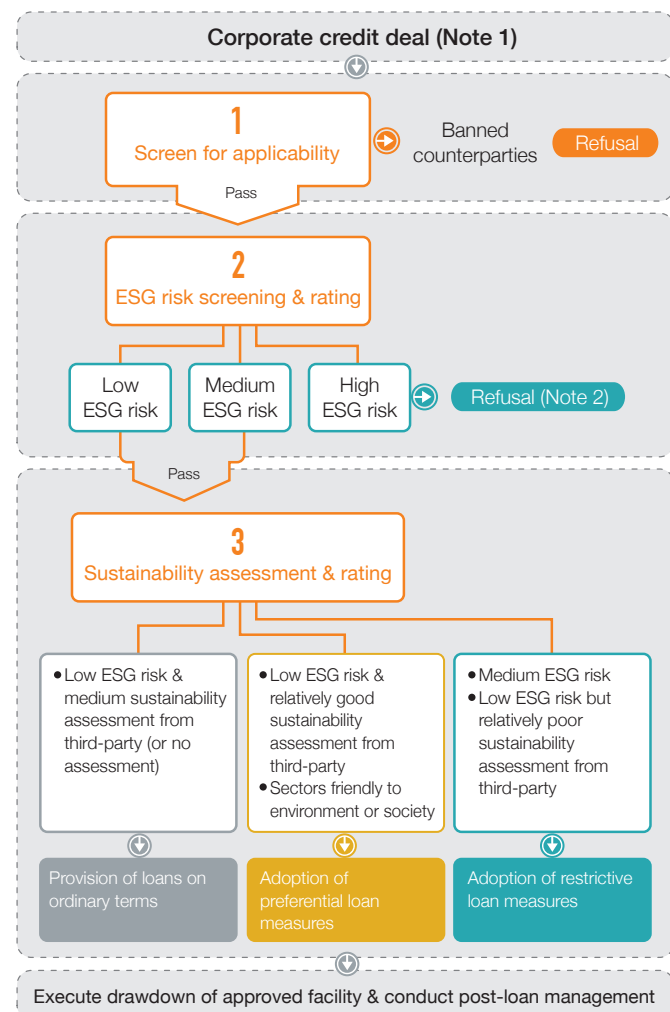 Corporate credit deal (Note 1)
1
Screen for applicability
Banned
counterparties
Refusal
Pass
2
ESG risk screening & rating
Low
ESG risk
Medium
ESG risk
High
ESG risk
Refusal (Note 2)
Pass
3
Sustainability assessment & rating
• Low ESG risk &
medium sustainability
assessment from
third-party (or no
assessment)
• Low ESG risk &
relatively good
sustainability
assessment from
third-party
• Sectors friendly to
environment or society
• Medium ESG risk
• Low ESG risk but
relatively poor
sustainability
assessment from
third-party
Provision of loans on
ordinary terms
Adoption of
preferential loan
measures
Adoption of restrictive
loan measures
Execute drawdown of approved facility & conduct post-loan management